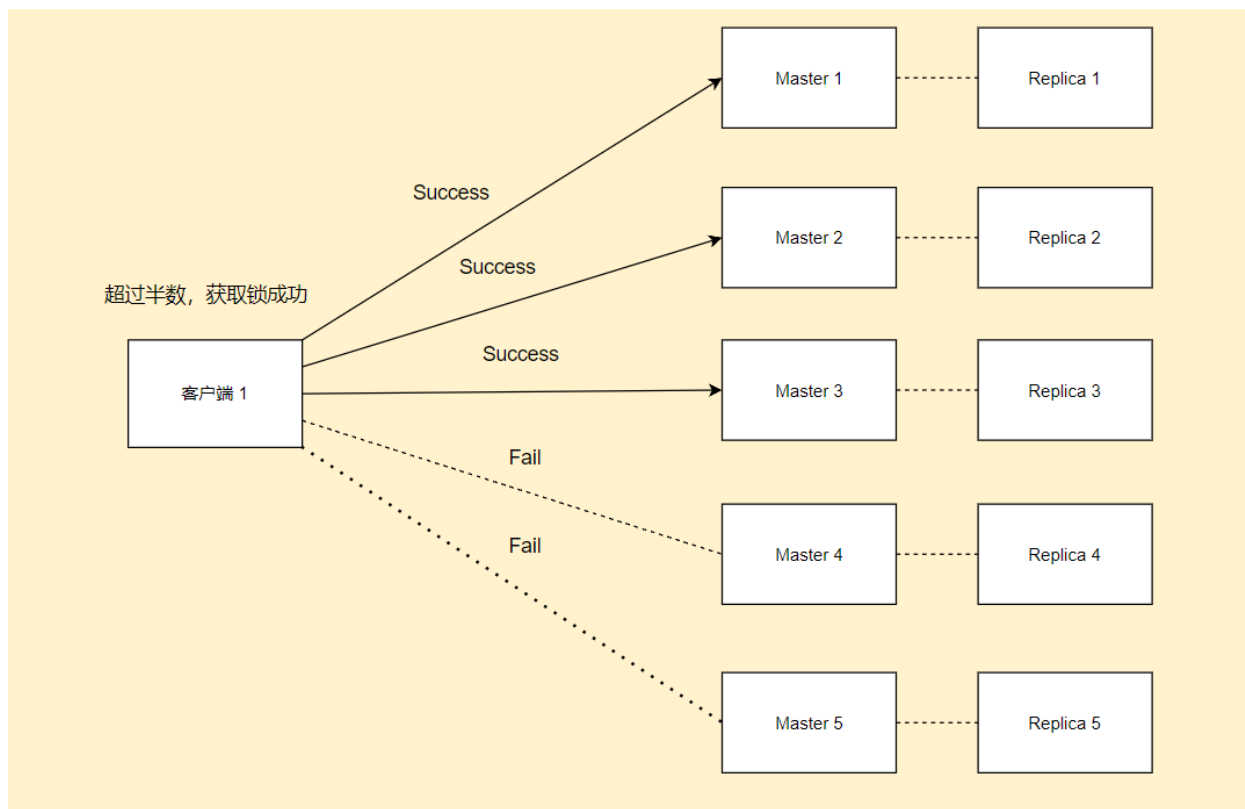 Master 1
Replica 1
Success
Master 2
Replica 2
Success
超过半数，获取锁成功
Success
客户端 1
Master 3
Replica 3
Fail
Master 4
Replica 4
Fail
Master 5
Replica 5